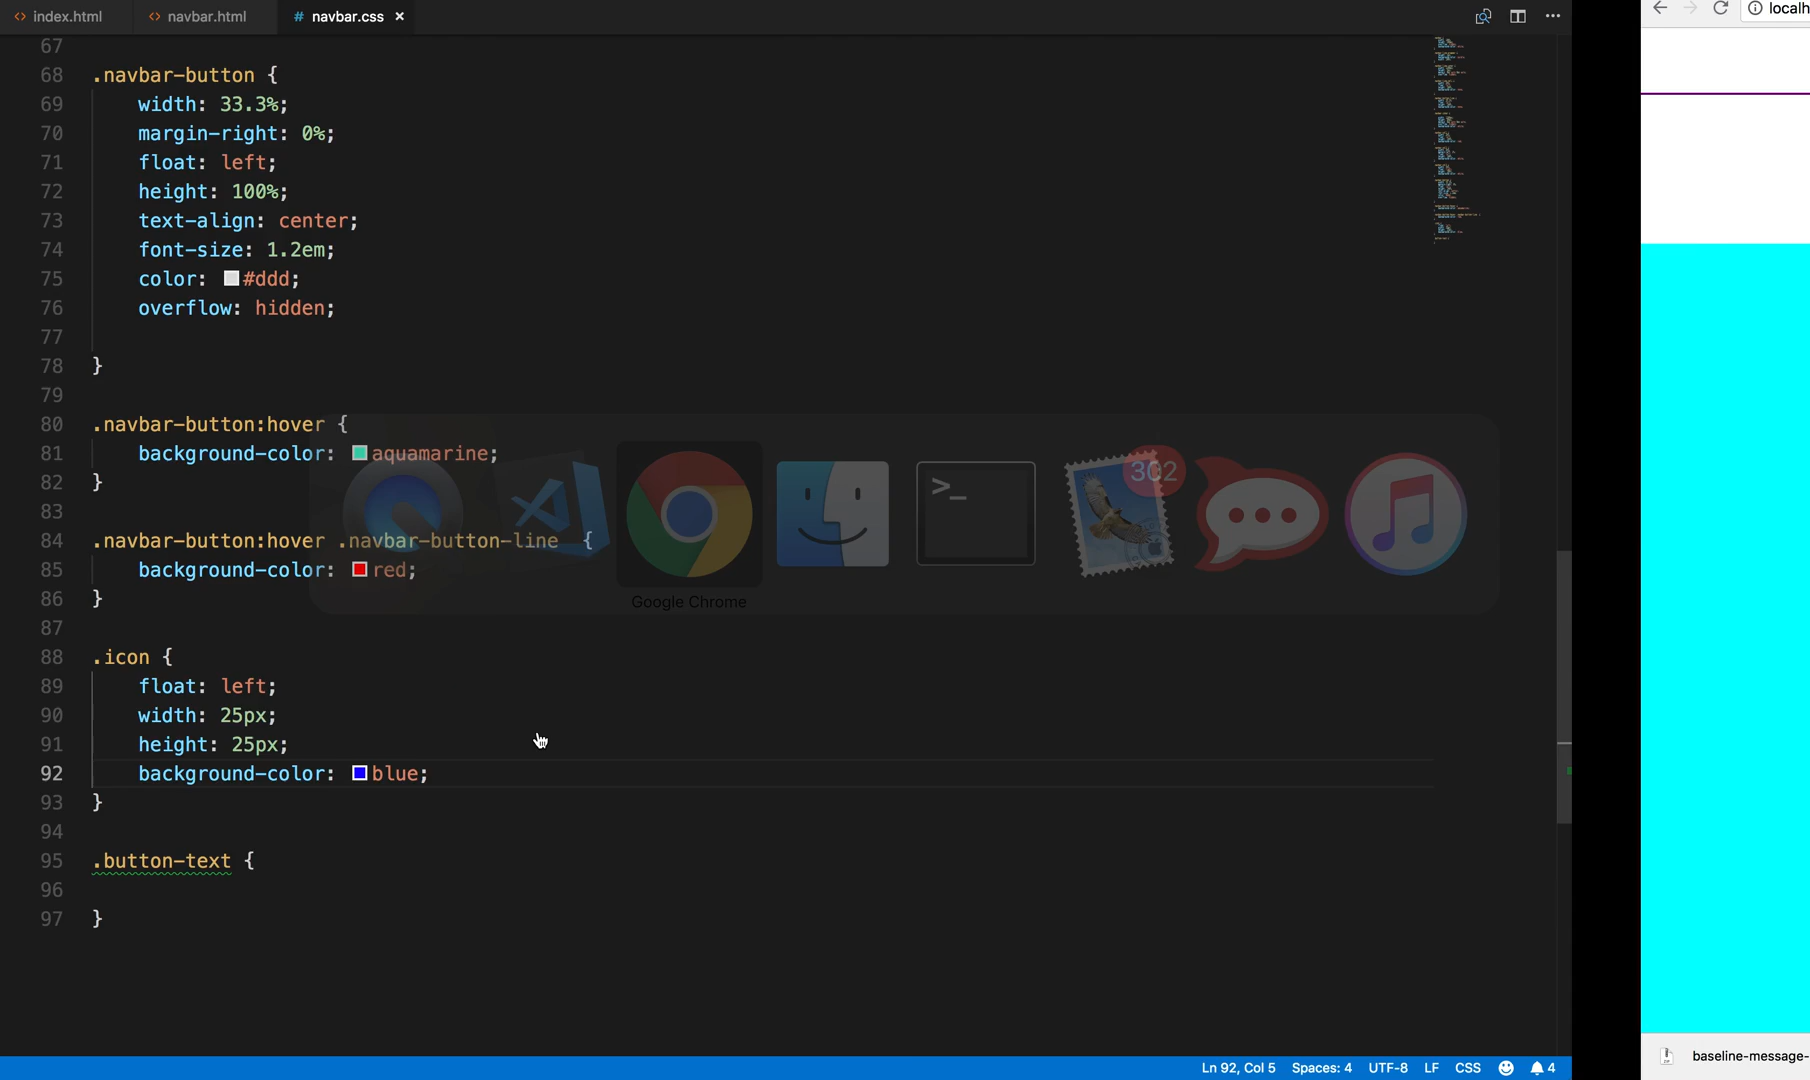 index.html navbar.html # navbar.css ×
localh
67
68 .navbar-button {
69 width: 33.3%;
70 margin-right: 0%;
71 float: left;
72 height: 100%;
73 text-align: center;
74 font-size: 1.2em;
75 color: #ddd;
76 overflow: hidden;
77
78 }
79
80 .navbar-button:hover {
81 background-color: aquamarine;
82 }
83
84 .navbar-button:hover .navbar-button-line {
85 background-color: red;
86 }
87
88 .icon {
89 float: left;
90 width: 25px;
91 height: 25px;
92 background-color: blue;
93 }
94
95 .button-text {
96
97 }
>_
302
Google Chrome
Ln 92, Col 5 Spaces: 4 UTF-8 LF CSS 4
baseline-message-